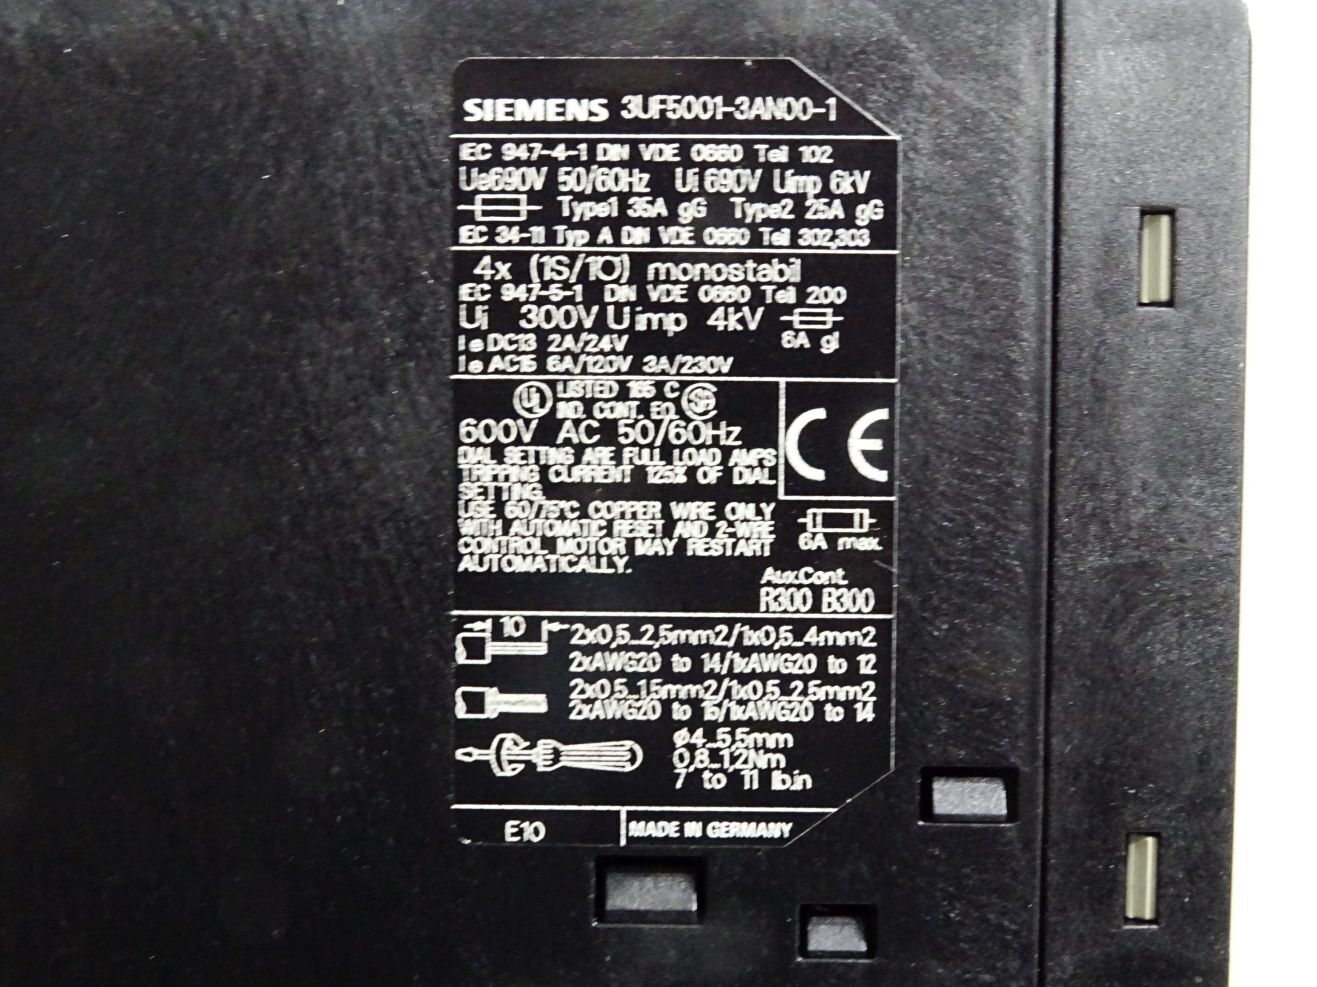 SIEMENS 3UF5001-3AN00-1
IEC 947-4-1 DIN VDE 0660 Teil 102
Ue690V 50/60Hz Ui 690V Uimp 6kV
Type1 35A gG Type2 25A gG
IEC 34-11 Typ A DIN VDE 0660 Teil 302,303
4x (1S/1Ö) monostabil
IEC 947-5-1 DIN VDE 0660 Teil 200
Ui 300V Uimp 4kV
6A gl
Ie DC13 2A/24V
Ie AC15 6A/120V 3A/230V
UL LISTED 165 C SA
IND. CONT. EQ.
600V AC 50/60Hz
CE
DIAL SETTING ARE FULL LOAD AMPS
TRIPPING CURRENT 125% OF DIAL
SETTING.
USE 60/75°C COPPER WIRE ONLY
WITH AUTOMATIC RESET AND 2-WIRE
CONTROL MOTOR MAY RESTART
AUTOMATICALLY.
6A max.
Aux.Cont.
R300 B300
10 2x0,5...2,5mm2/1x0,5...4mm2
2xAWG20 to 14/1xAWG20 to 12
2x0,5...1,5mm2/1x0,5...2,5mm2
2xAWG20 to 15/1xAWG20 to 14
ø4...5,5mm
0,8...1,2Nm
7 to 11 lb.in
E10 MADE IN GERMANY